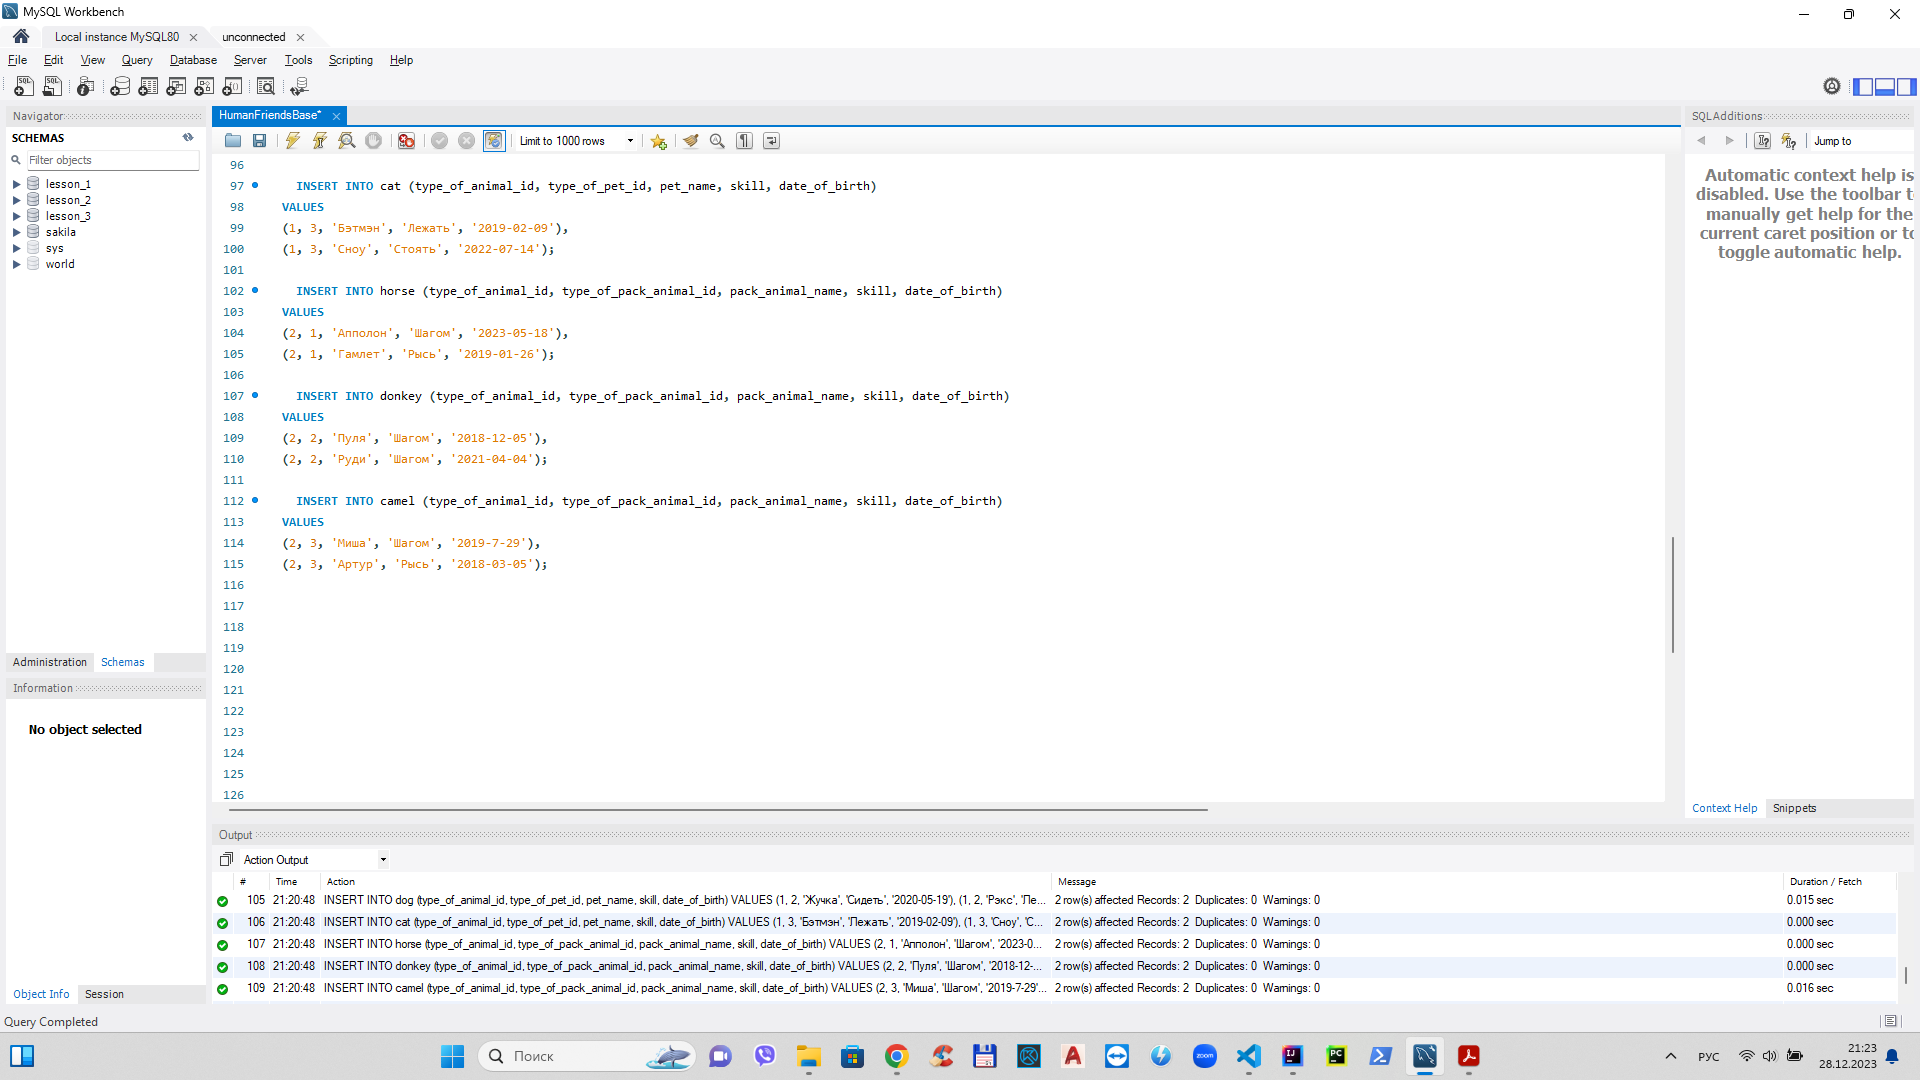 MySQL Workbench
Local instance MySQL80
unconnected
File Edit View Query Database Server Tools Scripting Help
Navigator
SCHEMAS
Filter objects
lesson_1
lesson_2
lesson_3
sakila
sys
world
Administration Schemas
Information
No object selected
Object Info Session
HumanFriendsBase*
Limit to 1000 rows
96
97 INSERT INTO cat (type_of_animal_id, type_of_pet_id, pet_name, skill, date_of_birth)
98 VALUES
99 (1, 3, 'Бэтмэн', 'Лежать', '2019-02-09'),
100 (1, 3, 'Сноу', 'Стоять', '2022-07-14');
101
102 INSERT INTO horse (type_of_animal_id, type_of_pack_animal_id, pack_animal_name, skill, date_of_birth)
103 VALUES
104 (2, 1, 'Апполон', 'Шагом', '2023-05-18'),
105 (2, 1, 'Гамлет', 'Рысь', '2019-01-26');
106
107 INSERT INTO donkey (type_of_animal_id, type_of_pack_animal_id, pack_animal_name, skill, date_of_birth)
108 VALUES
109 (2, 2, 'Пуля', 'Шагом', '2018-12-05'),
110 (2, 2, 'Руди', 'Шагом', '2021-04-04');
111
112 INSERT INTO camel (type_of_animal_id, type_of_pack_animal_id, pack_animal_name, skill, date_of_birth)
113 VALUES
114 (2, 3, 'Миша', 'Шагом', '2019-7-29'),
115 (2, 3, 'Артур', 'Рысь', '2018-03-05');
116
117
118
119
120
121
122
123
124
125
126
SQLAdditions
Jump to
Automatic context help is
disabled. Use the toolbar t
manually get help for the
current caret position or to
toggle automatic help.
Context Help Snippets
Output
Action Output
# Time Action Message Duration / Fetch
105 21:20:48 INSERT INTO dog (type_of_animal_id, type_of_pet_id, pet_name, skill, date_of_birth) VALUES (1, 2, 'Жучка', 'Сидеть', '2020-05-19'), (1, 2, 'Рэкс', 'Ле... 2 row(s) affected Records: 2 Duplicates: 0 Warnings: 0 0.015 sec
106 21:20:48 INSERT INTO cat (type_of_animal_id, type_of_pet_id, pet_name, skill, date_of_birth) VALUES (1, 3, 'Бэтмэн', 'Лежать', '2019-02-09'), (1, 3, 'Сноу', 'С... 2 row(s) affected Records: 2 Duplicates: 0 Warnings: 0 0.000 sec
107 21:20:48 INSERT INTO horse (type_of_animal_id, type_of_pack_animal_id, pack_animal_name, skill, date_of_birth) VALUES (2, 1, 'Апполон', 'Шагом', '2023-0... 2 row(s) affected Records: 2 Duplicates: 0 Warnings: 0 0.000 sec
108 21:20:48 INSERT INTO donkey (type_of_animal_id, type_of_pack_animal_id, pack_animal_name, skill, date_of_birth) VALUES (2, 2, 'Пуля', 'Шагом', '2018-12-... 2 row(s) affected Records: 2 Duplicates: 0 Warnings: 0 0.000 sec
109 21:20:48 INSERT INTO camel (type_of_animal_id, type_of_pack_animal_id, pack_animal_name, skill, date_of_birth) VALUES (2, 3, 'Миша', 'Шагом', '2019-7-29'... 2 row(s) affected Records: 2 Duplicates: 0 Warnings: 0 0.016 sec
Query Completed
Поиск
zoom
РУС
21:23
28.12.2023